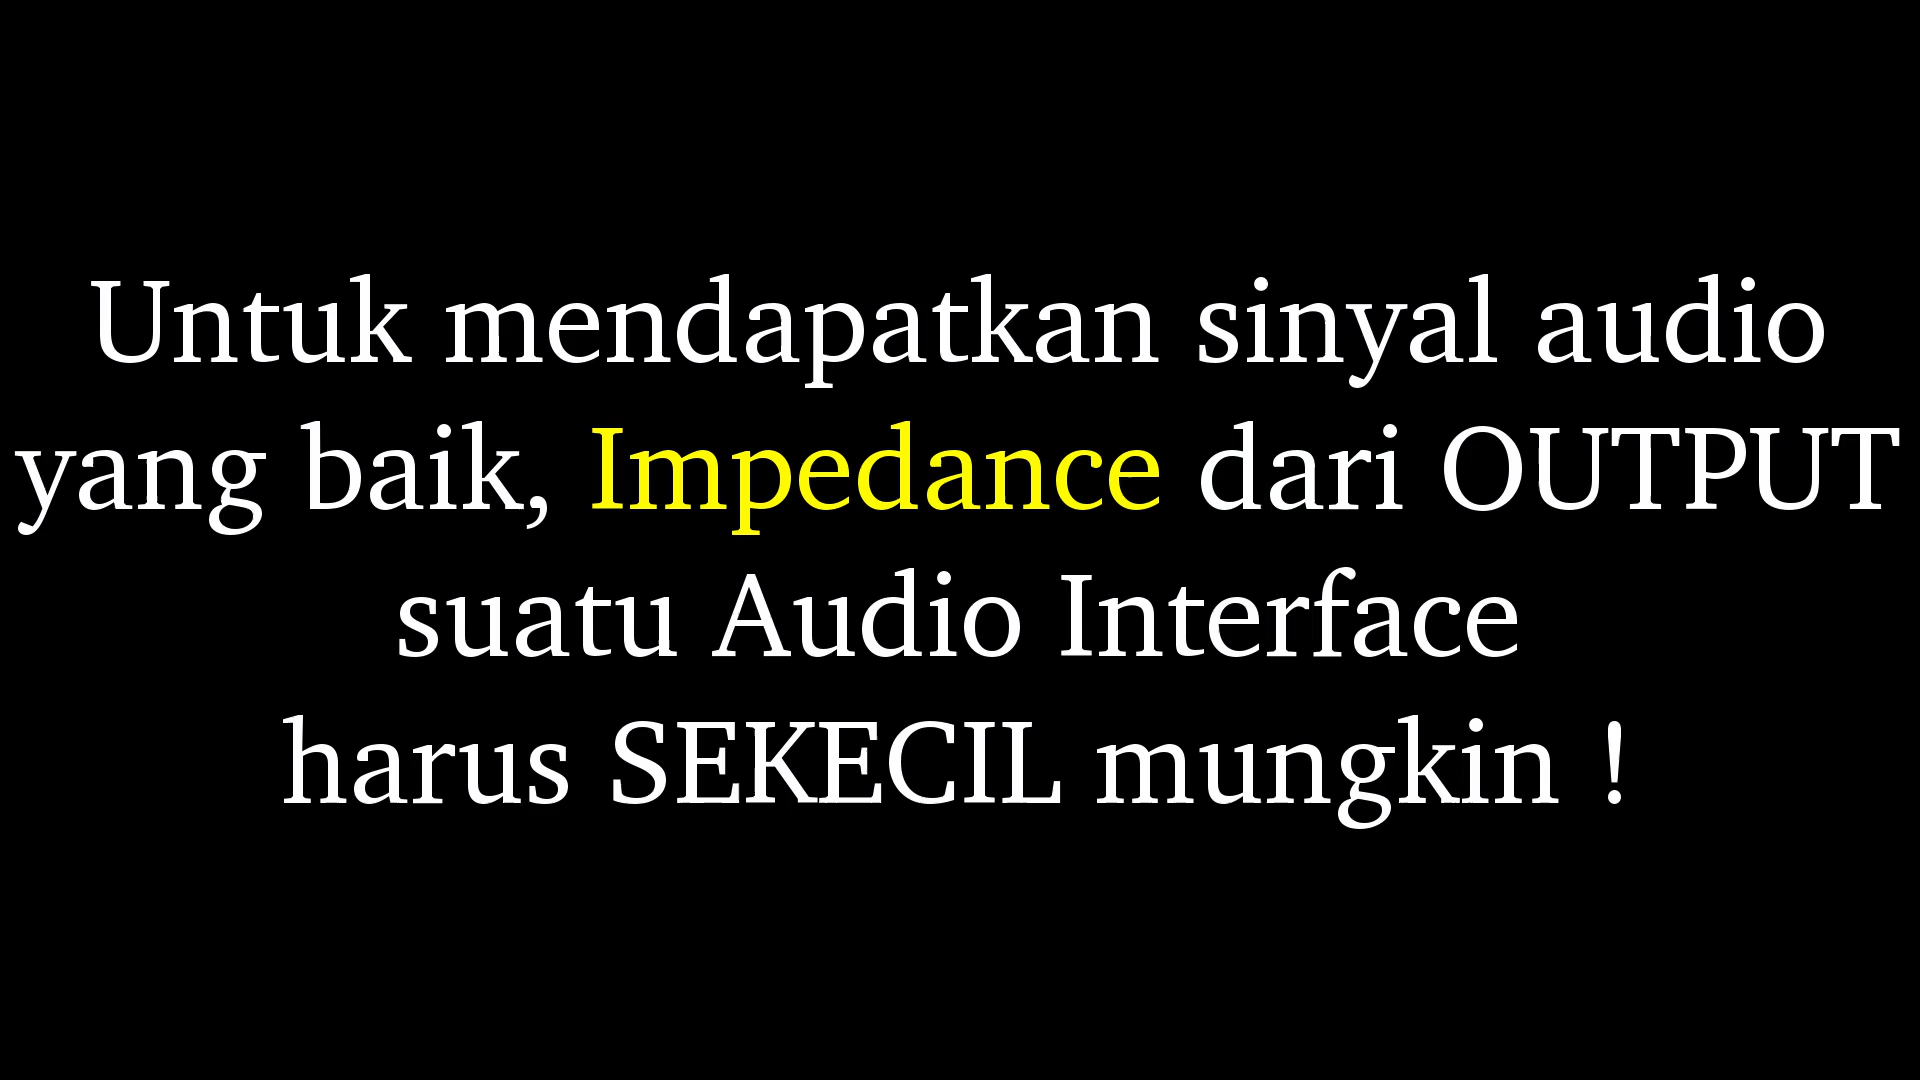 Untuk mendapatkan sinyal audio
yang baik, Impedance dari OUTPUT
suatu Audio Interface
harus SEKECIL mungkin !